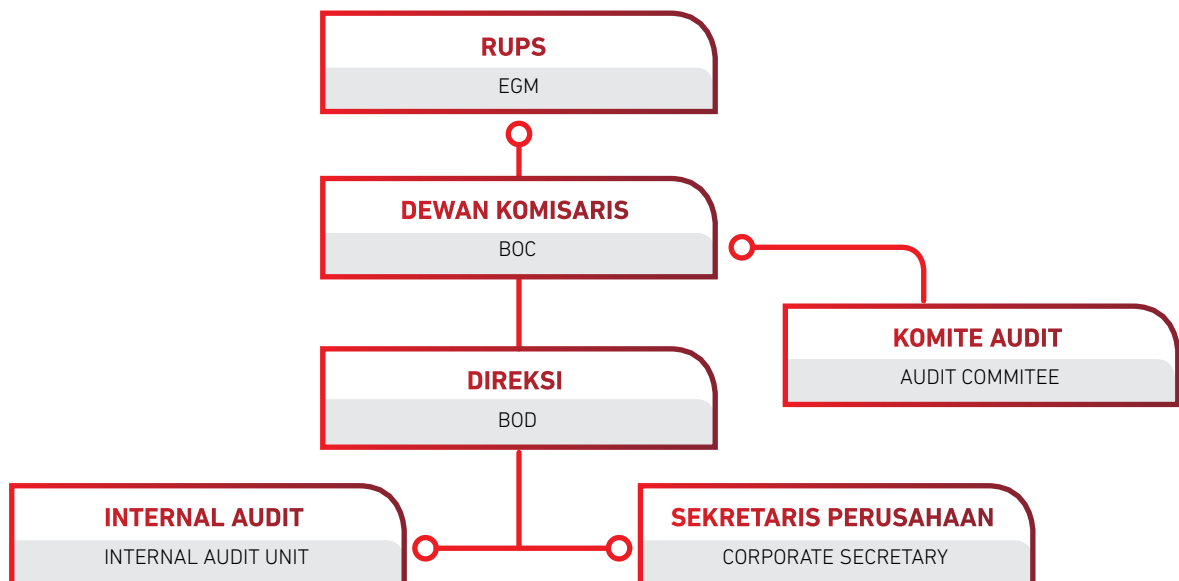 RUPS
EGM
DEWAN KOMISARIS
BOC
KOMITE AUDIT
AUDIT COMMITEE
DIREKSI
BOD
INTERNAL AUDIT
INTERNAL AUDIT UNIT
SEKRETARIS PERUSAHAAN
CORPORATE SECRETARY